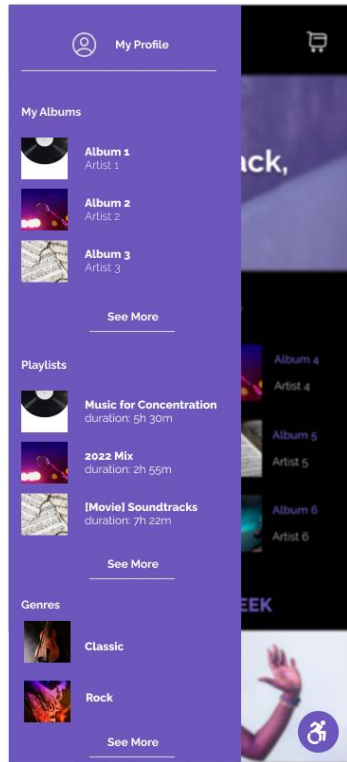 My Profile
My Albums
Album 1
Artist 1
Album 2
Artist 2
Album 3
Artist 3
See More
Playlists
Music for Concentration
duration: 5h 30m
2022 Mix
duration: 2h 55m
[Movie] Soundtracks
duration: 7h 22m
See More
Genres
Classic
Rock
See More
ack,
Album 4
Artist 4
Album 5
Artist 5
Album 6
Artist 6
EEK